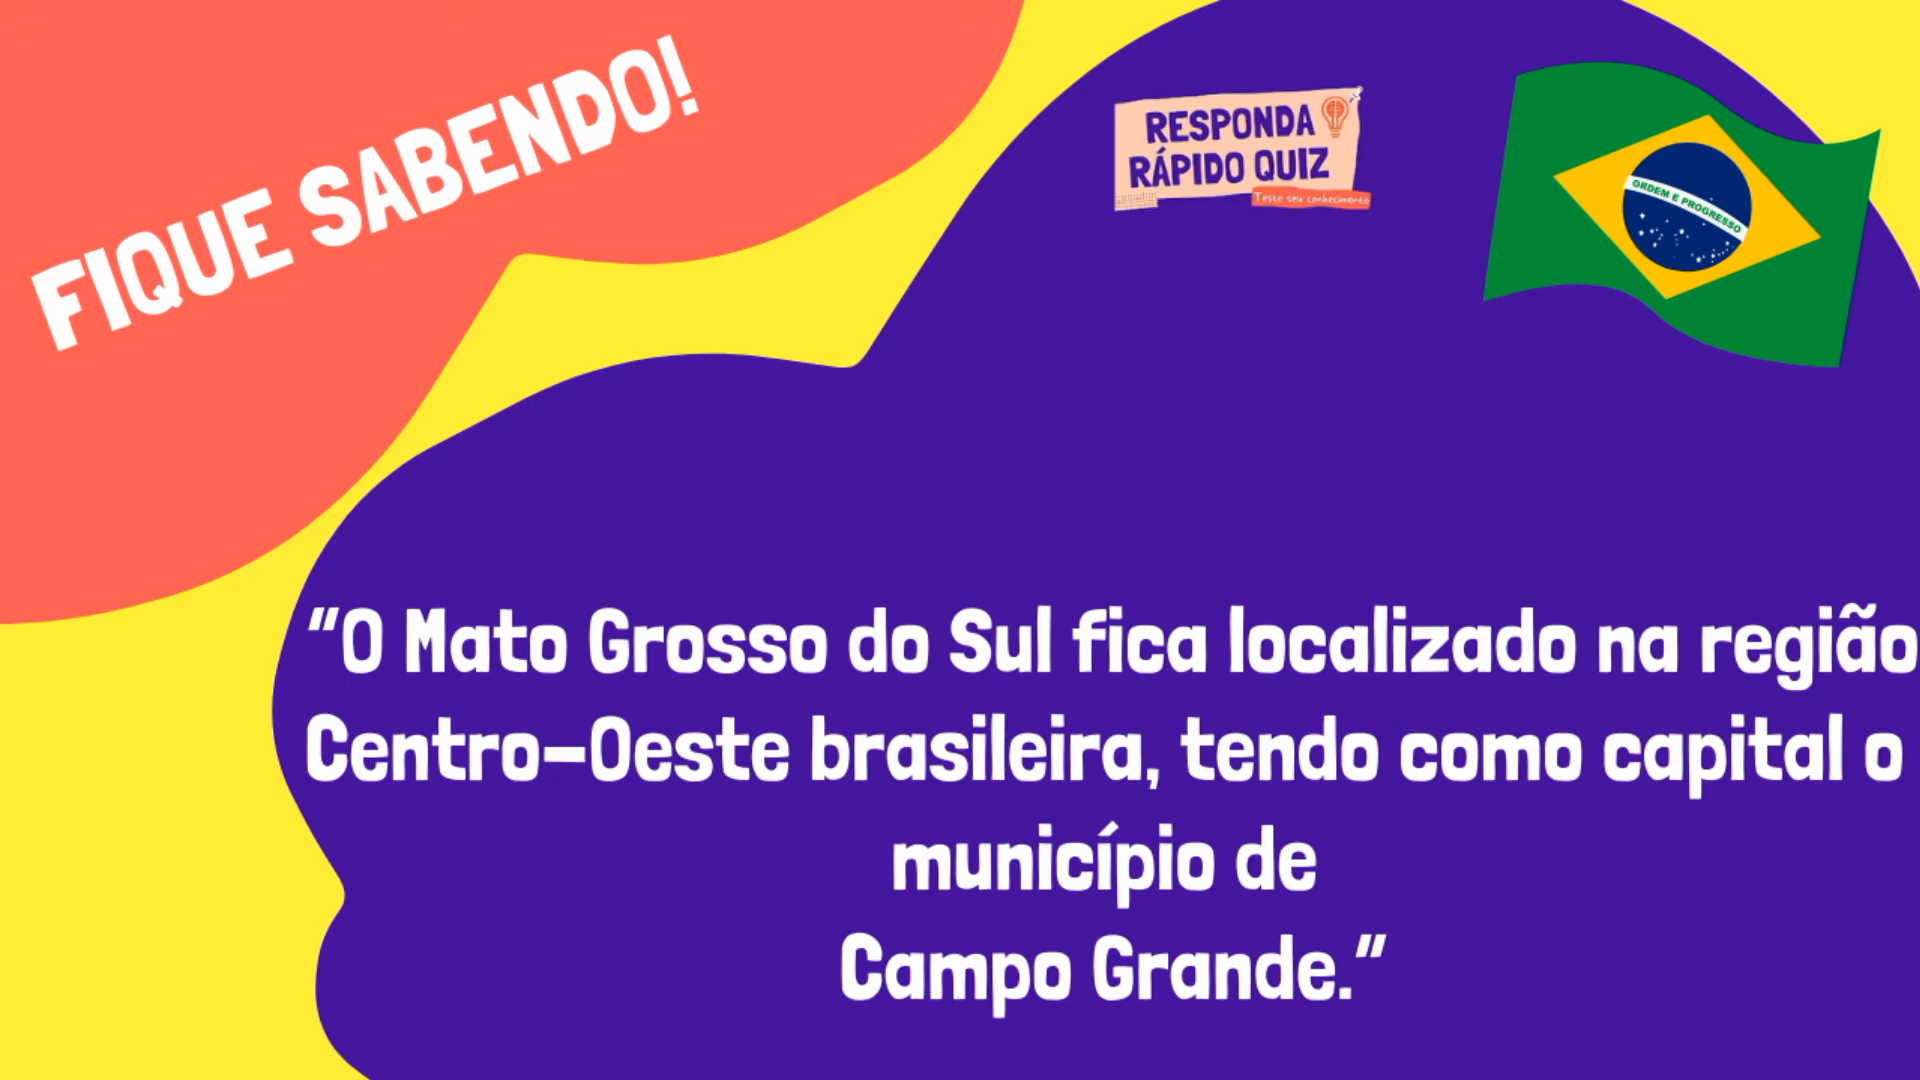 FIQUE SABENDO!
RESPONDA
RÁPIDO QUIZ
Teste seu conhecimento
ORDEM E PROGRESSO
"O Mato Grosso do Sul fica localizado na região
Centro-Oeste brasileira, tendo como capital o
município de
Campo Grande."